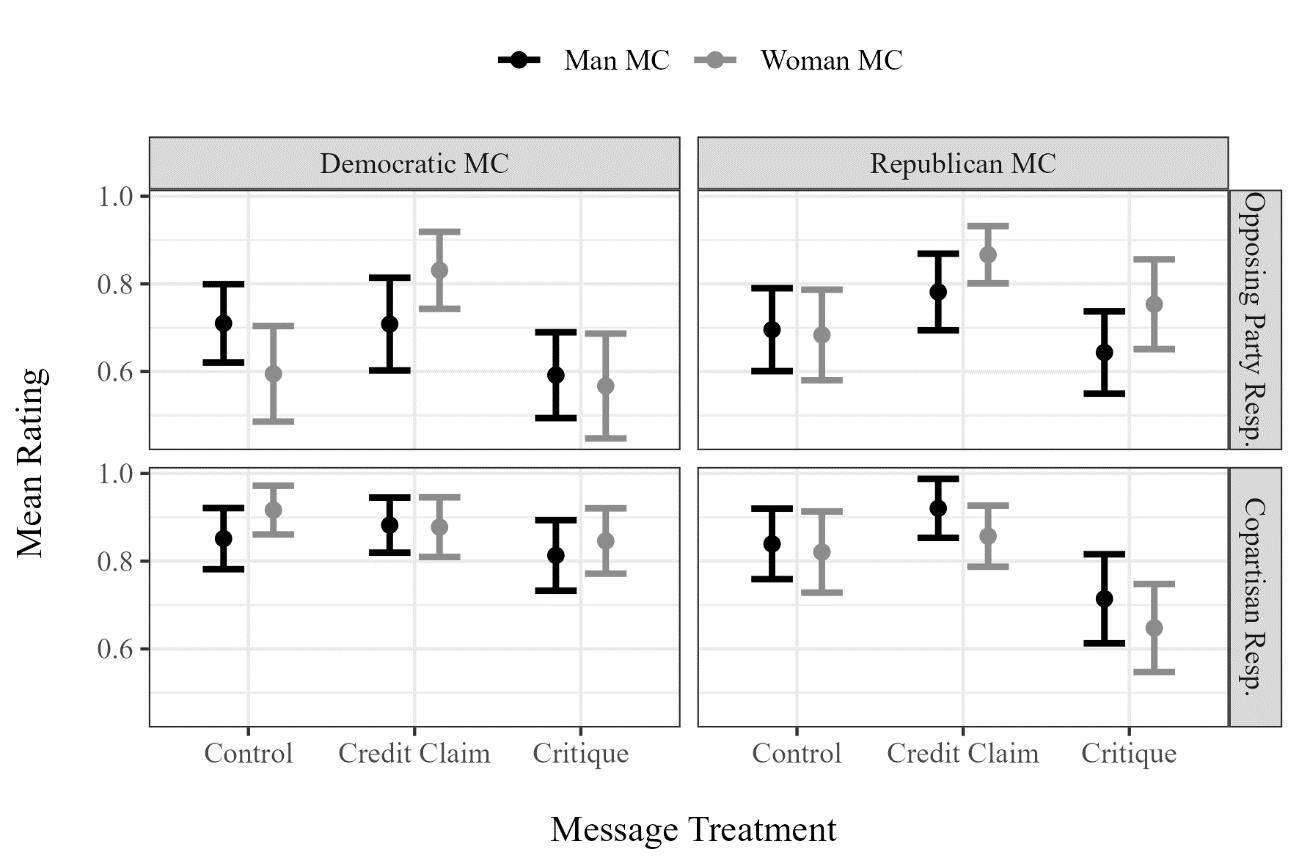 Man MC Woman MC
Democratic MC Republican MC
1.0
0.8
0.6
Opposing Party Resp.
1.0
0.8
0.6
Copartisan Resp.
Mean Rating
Control Credit Claim Critique Control Credit Claim Critique
Message Treatment